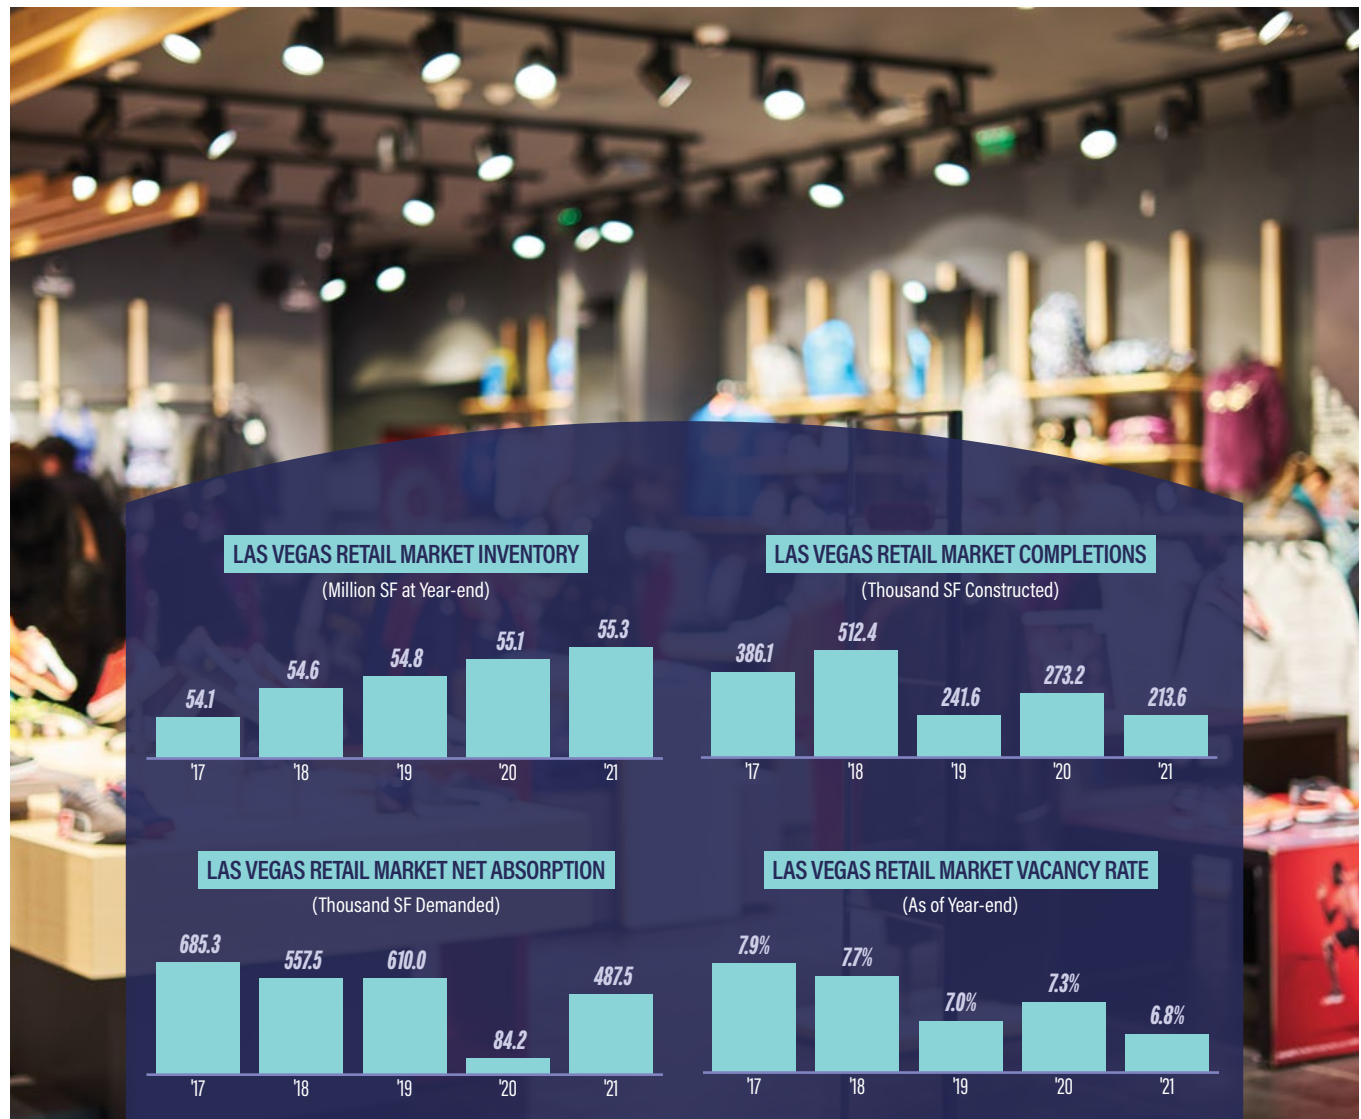 LAS VEGAS RETAIL MARKET INVENTORY
(Million SF at Year-end)
54.1 54.6 54.8 55.1 55.3
'17 '18 '19 '20 '21
LAS VEGAS RETAIL MARKET COMPLETIONS
(Thousand SF Constructed)
386.1 512.4 241.6 273.2 213.6
'17 '18 '19 '20 '21
LAS VEGAS RETAIL MARKET NET ABSORPTION
(Thousand SF Demanded)
685.3 557.5 610.0 84.2 487.5
'17 '18 '19 '20 '21
LAS VEGAS RETAIL MARKET VACANCY RATE
(As of Year-end)
7.9% 7.7% 7.0% 7.3% 6.8%
'17 '18 '19 '20 '21